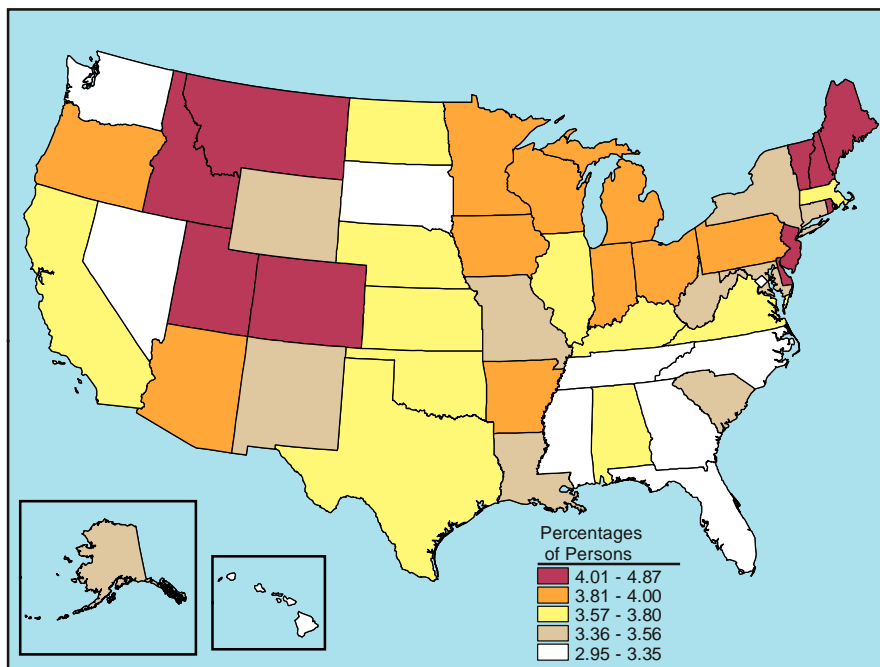 Percentages
of Persons
4.01 - 4.87
3.81 - 4.00
3.57 - 3.80
3.36 - 3.56
2.95 - 3.35